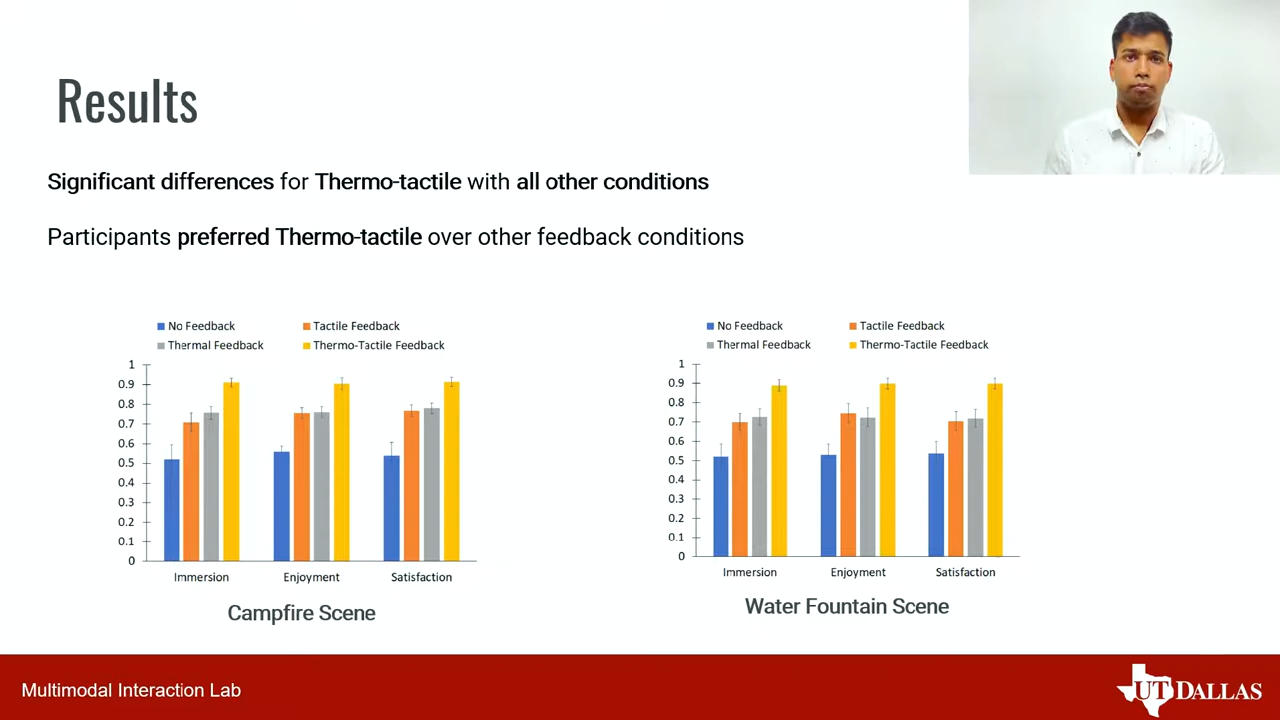 Results
Significant differences for Thermo-tactile with all other conditions
Participants preferred Thermo-tactile over other feedback conditions
No Feedback
Tactile Feedback
Thermal Feedback
Thermo-Tactile Feedback
1
0.9
0.8
0.7
0.6
0.5
0.4
0.3
0.2
0.1
0
Immersion
Enjoyment
Satisfaction
Campfire Scene
No Feedback
Tactile Feedback
Thermal Feedback
Thermo-Tactile Feedback
1
0.9
0.8
0.7
0.6
0.5
0.4
0.3
0.2
0.1
0
Immersion
Enjoyment
Satisfaction
Water Fountain Scene
Multimodal Interaction Lab
UT DALLAS